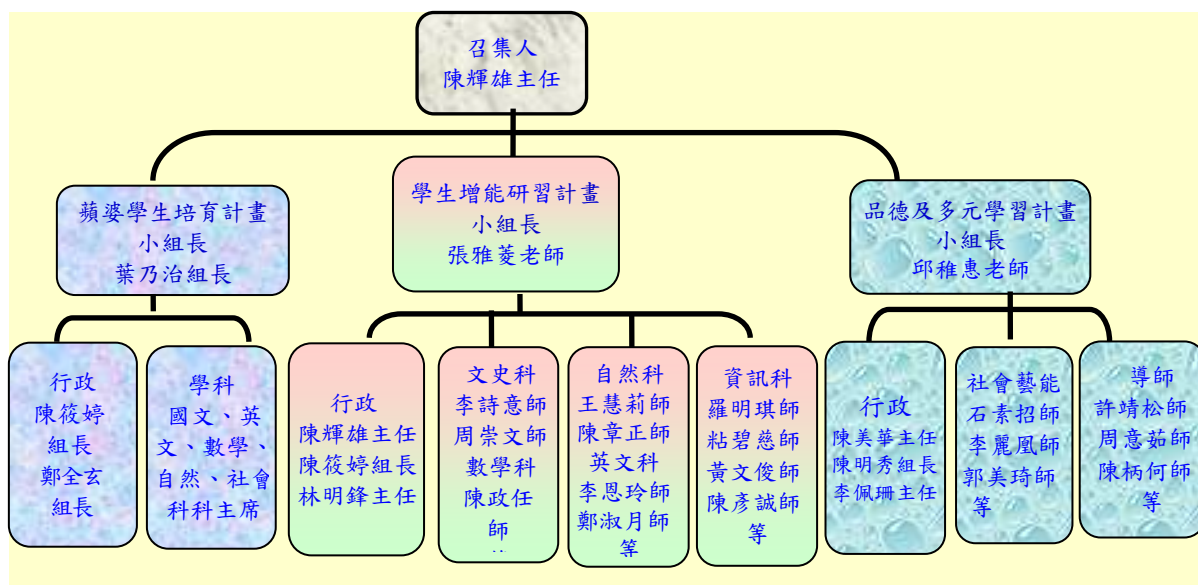 召集人
陳輝雄主任
蘋婆學生培育計畫
小組長
葉乃治組長
學生增能研習計畫
小組長
張雅菱老師
品德及多元學習計畫
小組長
邱稚惠老師
行政
陳筱婷
組長
鄭全玄
組長
學科
國文、英
文、數學、
自然、社會
科科主席
行政
陳輝雄主任
陳筱婷組長
林明鋒主任
文史科
李詩意師
周崇文師
數學科
陳政任
師
自然科
王慧莉師
陳章正師
英文科
李恩玲師
鄭淑月師
等
資訊科
羅明琪師
粘碧慈師
黃文俊師
陳彥誠師
等
行政
陳美華主任
陳明秀組長
李佩珊主任
社會藝能
石素招師
李麗凰師
郭美琦師
等
導師
許靖松師
周意茹師
陳柄何師
等